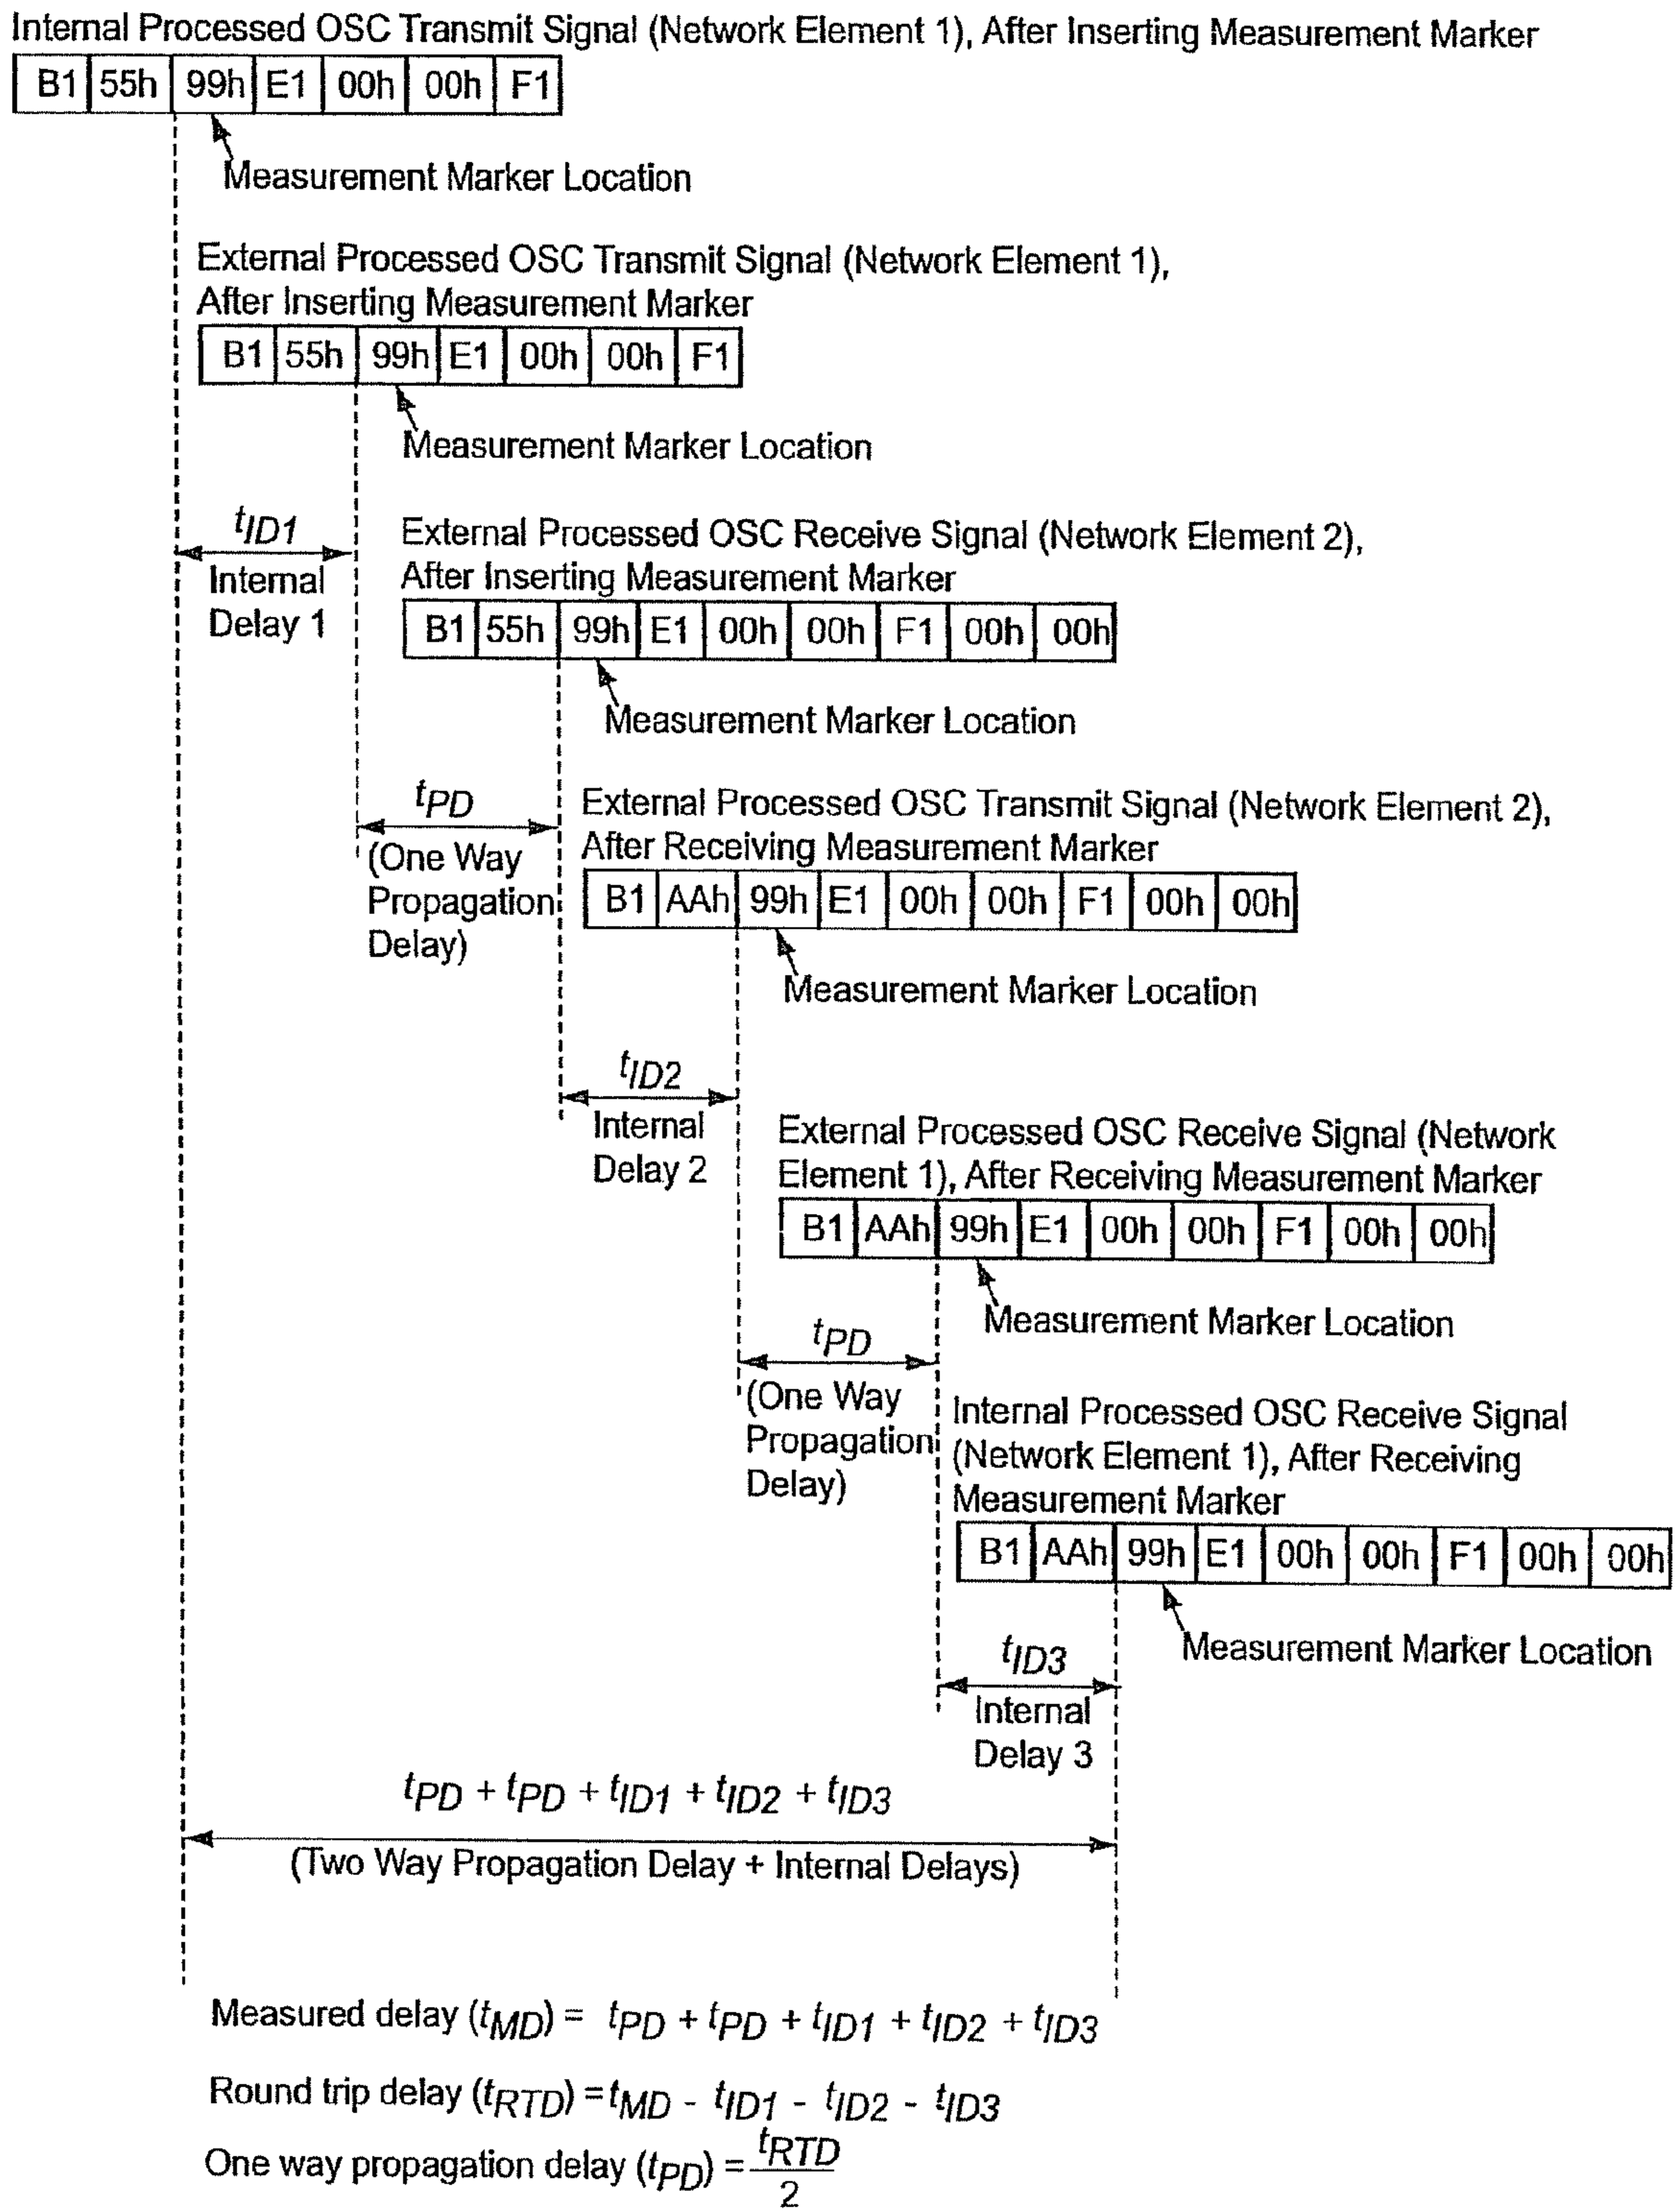 Internal Processed OSC Transmit Signal (Network Element 1), After Inserting Measurement Marker
B1 55h 99h E1 00h 00h F1
Measurement Marker Location
External Processed OSC Transmit Signal (Network Element 1),
After Inserting Measurement Marker
B1 55h 99h E1 00h 00h F1
Measurement Marker Location
tID1
Internal
Delay 1
External Processed OSC Receive Signal (Network Element 2),
After Inserting Measurement Marker
B1 55h 99h E1 00h 00h F1 00h 00h
Measurement Marker Location
tPD
(One Way
Propagation
Delay)
External Processed OSC Transmit Signal (Network Element 2),
After Receiving Measurement Marker
B1 AAh 99h E1 00h 00h F1 00h 00h
Measurement Marker Location
tID2
Internal
Delay 2
External Processed OSC Receive Signal (Network
Element 1), After Receiving Measurement Marker
B1 AAh 99h E1 00h 00h F1 00h 00h
Measurement Marker Location
tPD
(One Way
Propagation
Delay)
Internal Processed OSC Receive Signal
(Network Element 1), After Receiving
Measurement Marker
B1 AAh 99h E1 00h 00h F1 00h 00h
Measurement Marker Location
tID3
Internal
Delay 3
tPD + tPD + tID1 + tID2 + tID3
(Two Way Propagation Delay + Internal Delays)
Measured delay (tMD) = tPD + tPD + tID1 + tID2 + tID3
Round trip delay (tRTD) = tMD - tID1 - tID2 - tID3
One way propagation delay (tPD) = tRTD
2